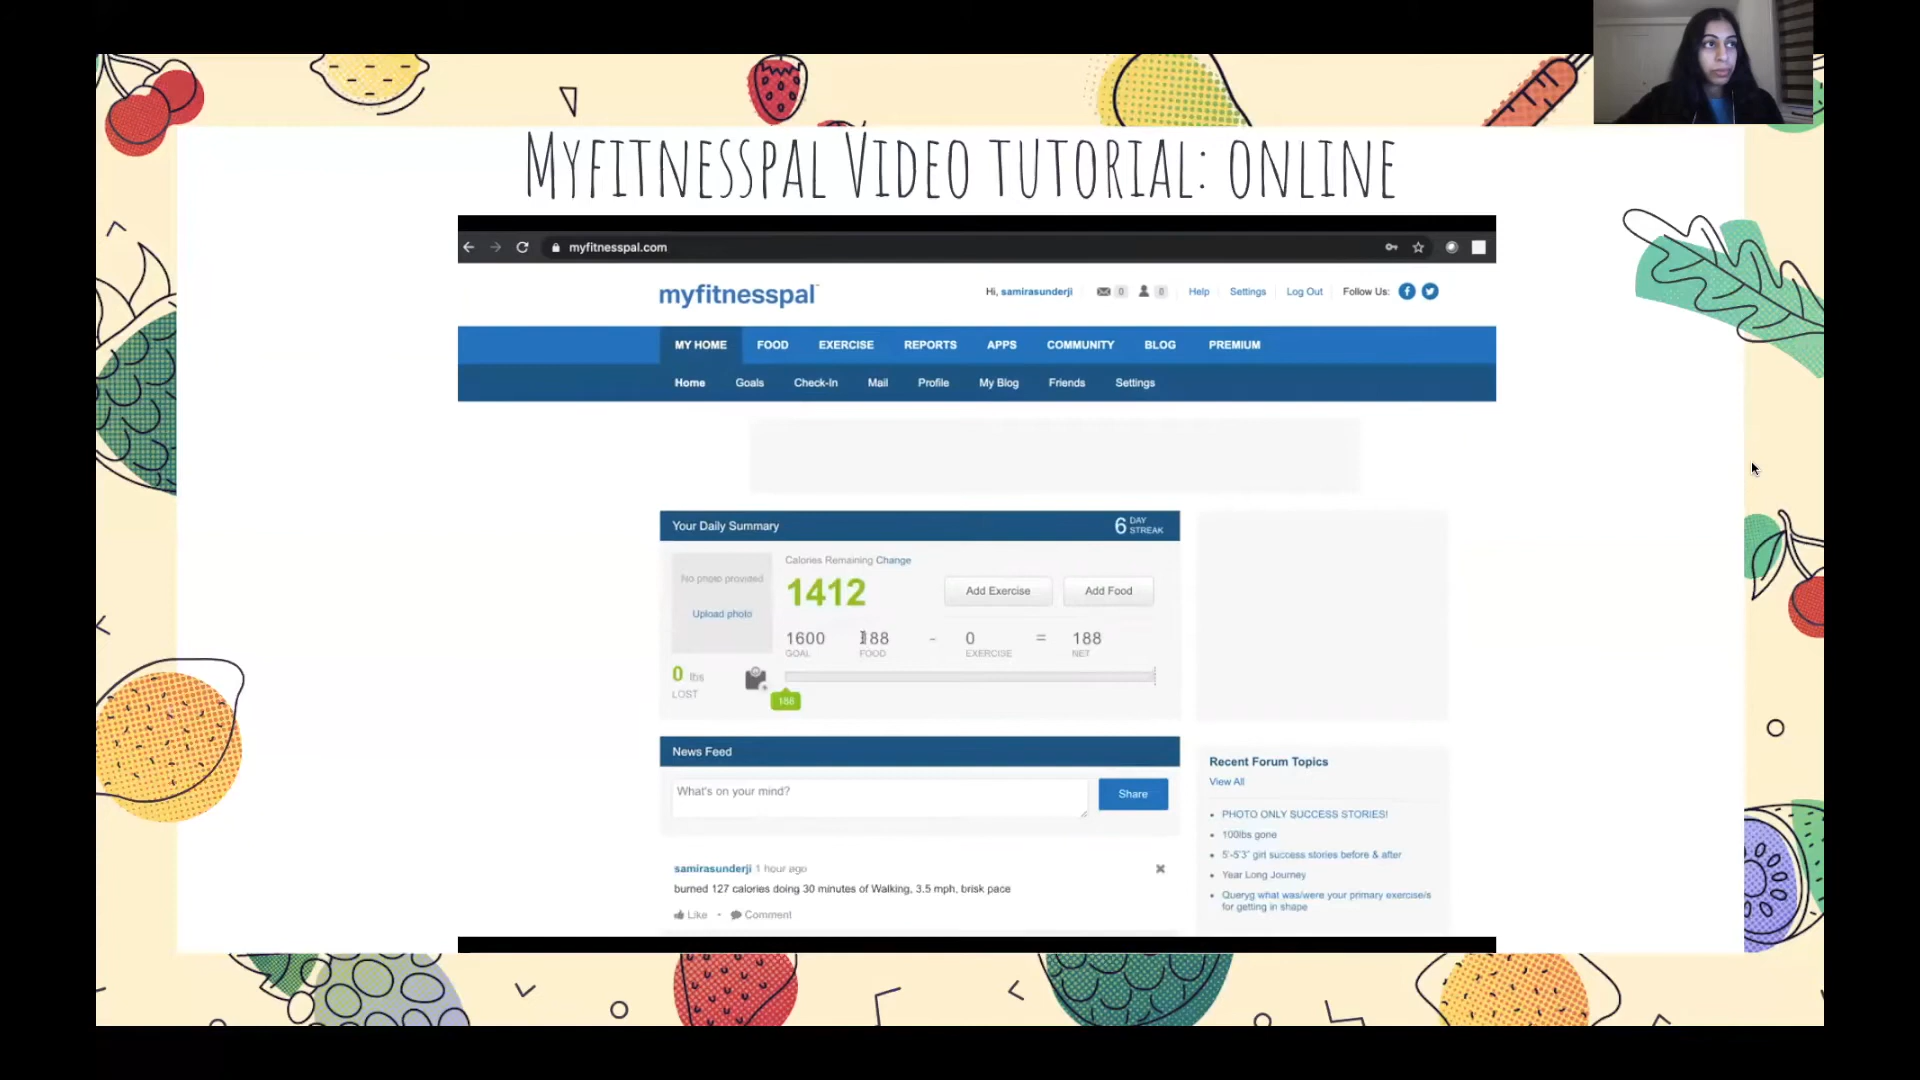 MYFITNESSPAL VIDEO TUTORIAL: ONLINE
myfitnesspal.com
myfitnesspal
Hi, samirasunderji 0 0 Help Settings Log Out Follow Us:
MY HOME FOOD EXERCISE REPORTS APPS COMMUNITY BLOG PREMIUM
Home Goals Check-In Mail Profile My Blog Friends Settings
Your Daily Summary
6 DAY STREAK
No photo provided
Upload photo
Calories Remaining Change
1412
Add Exercise Add Food
1600 188 - 0 = 188
GOAL FOOD EXERCISE NET
0 lbs
LOST
188
News Feed
What's on your mind?
Share
samirasunderji 1 hour ago
burned 127 calories doing 30 minutes of Walking, 3.5 mph, brisk pace
Like • Comment
Recent Forum Topics
View All
PHOTO ONLY SUCCESS STORIES!
100lbs gone
5'-5'3" girl success stories before & after
Year Long Journey
Queryg what was/were your primary exercise/s
for getting in shape